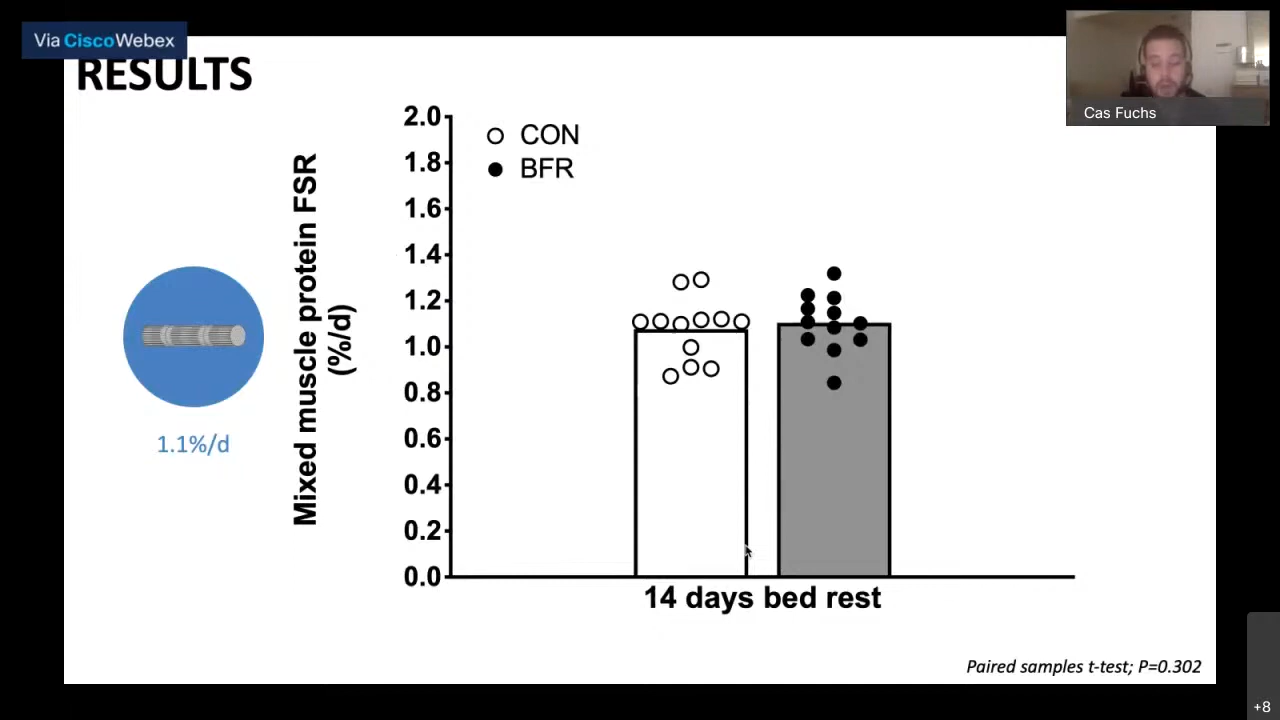 Via CiscoWebex
RESULTS
Cas Fuchs
CON
BFR
Mixed muscle protein FSR
(%/d)
2.0
1.8
1.6
1.4
1.2
1.0
0.8
0.6
0.4
0.2
0.0
1.1%/d
14 days bed rest
Paired samples t-test; P=0.302
+8